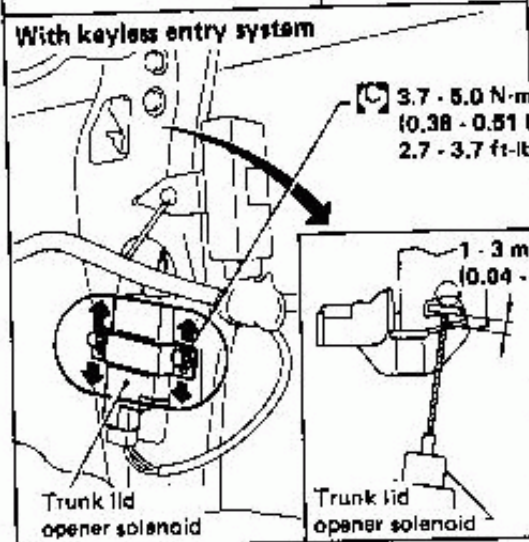 With keyless entry system
[C] 3.7 - 5.0 N·m
(0.38 - 0.51
2.7 - 3.7 ft-lb
1 - 3 m
(0.04 -
Trunk lid
opener solenoid
Trunk lid
opener solenoid